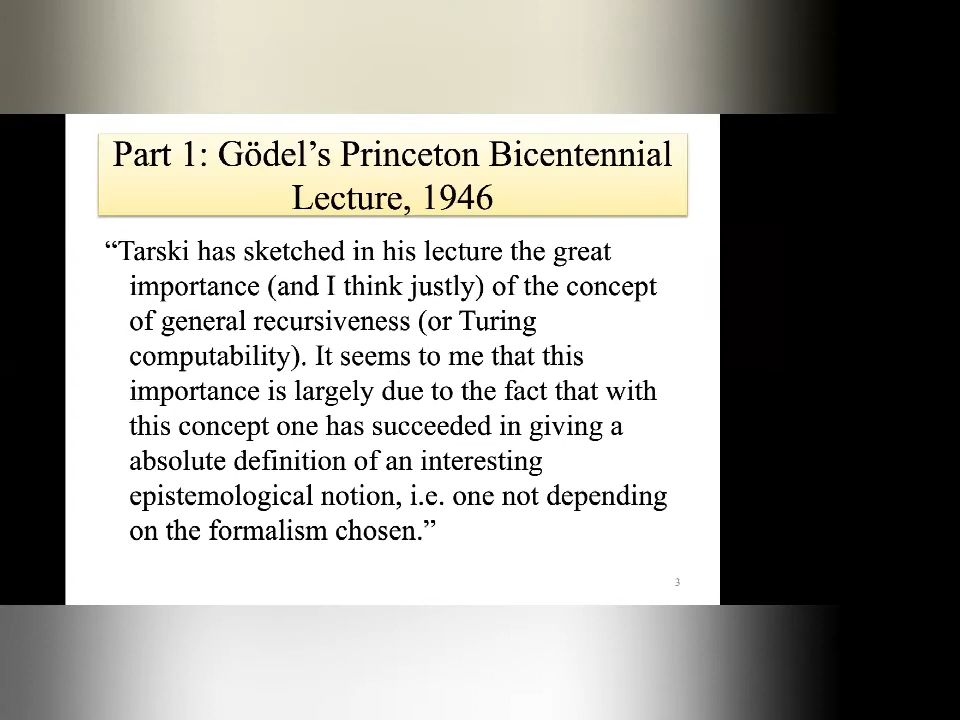 Part 1: Gödel’s Princeton Bicentennial
Lecture, 1946
“Tarski has sketched in his lecture the great
importance (and I think justly) of the concept
of general recursiveness (or Turing
computability). It seems to me that this
importance is largely due to the fact that with
this concept one has succeeded in giving a
absolute definition of an interesting
epistemological notion, i.e. one not depending
on the formalism chosen.”
3